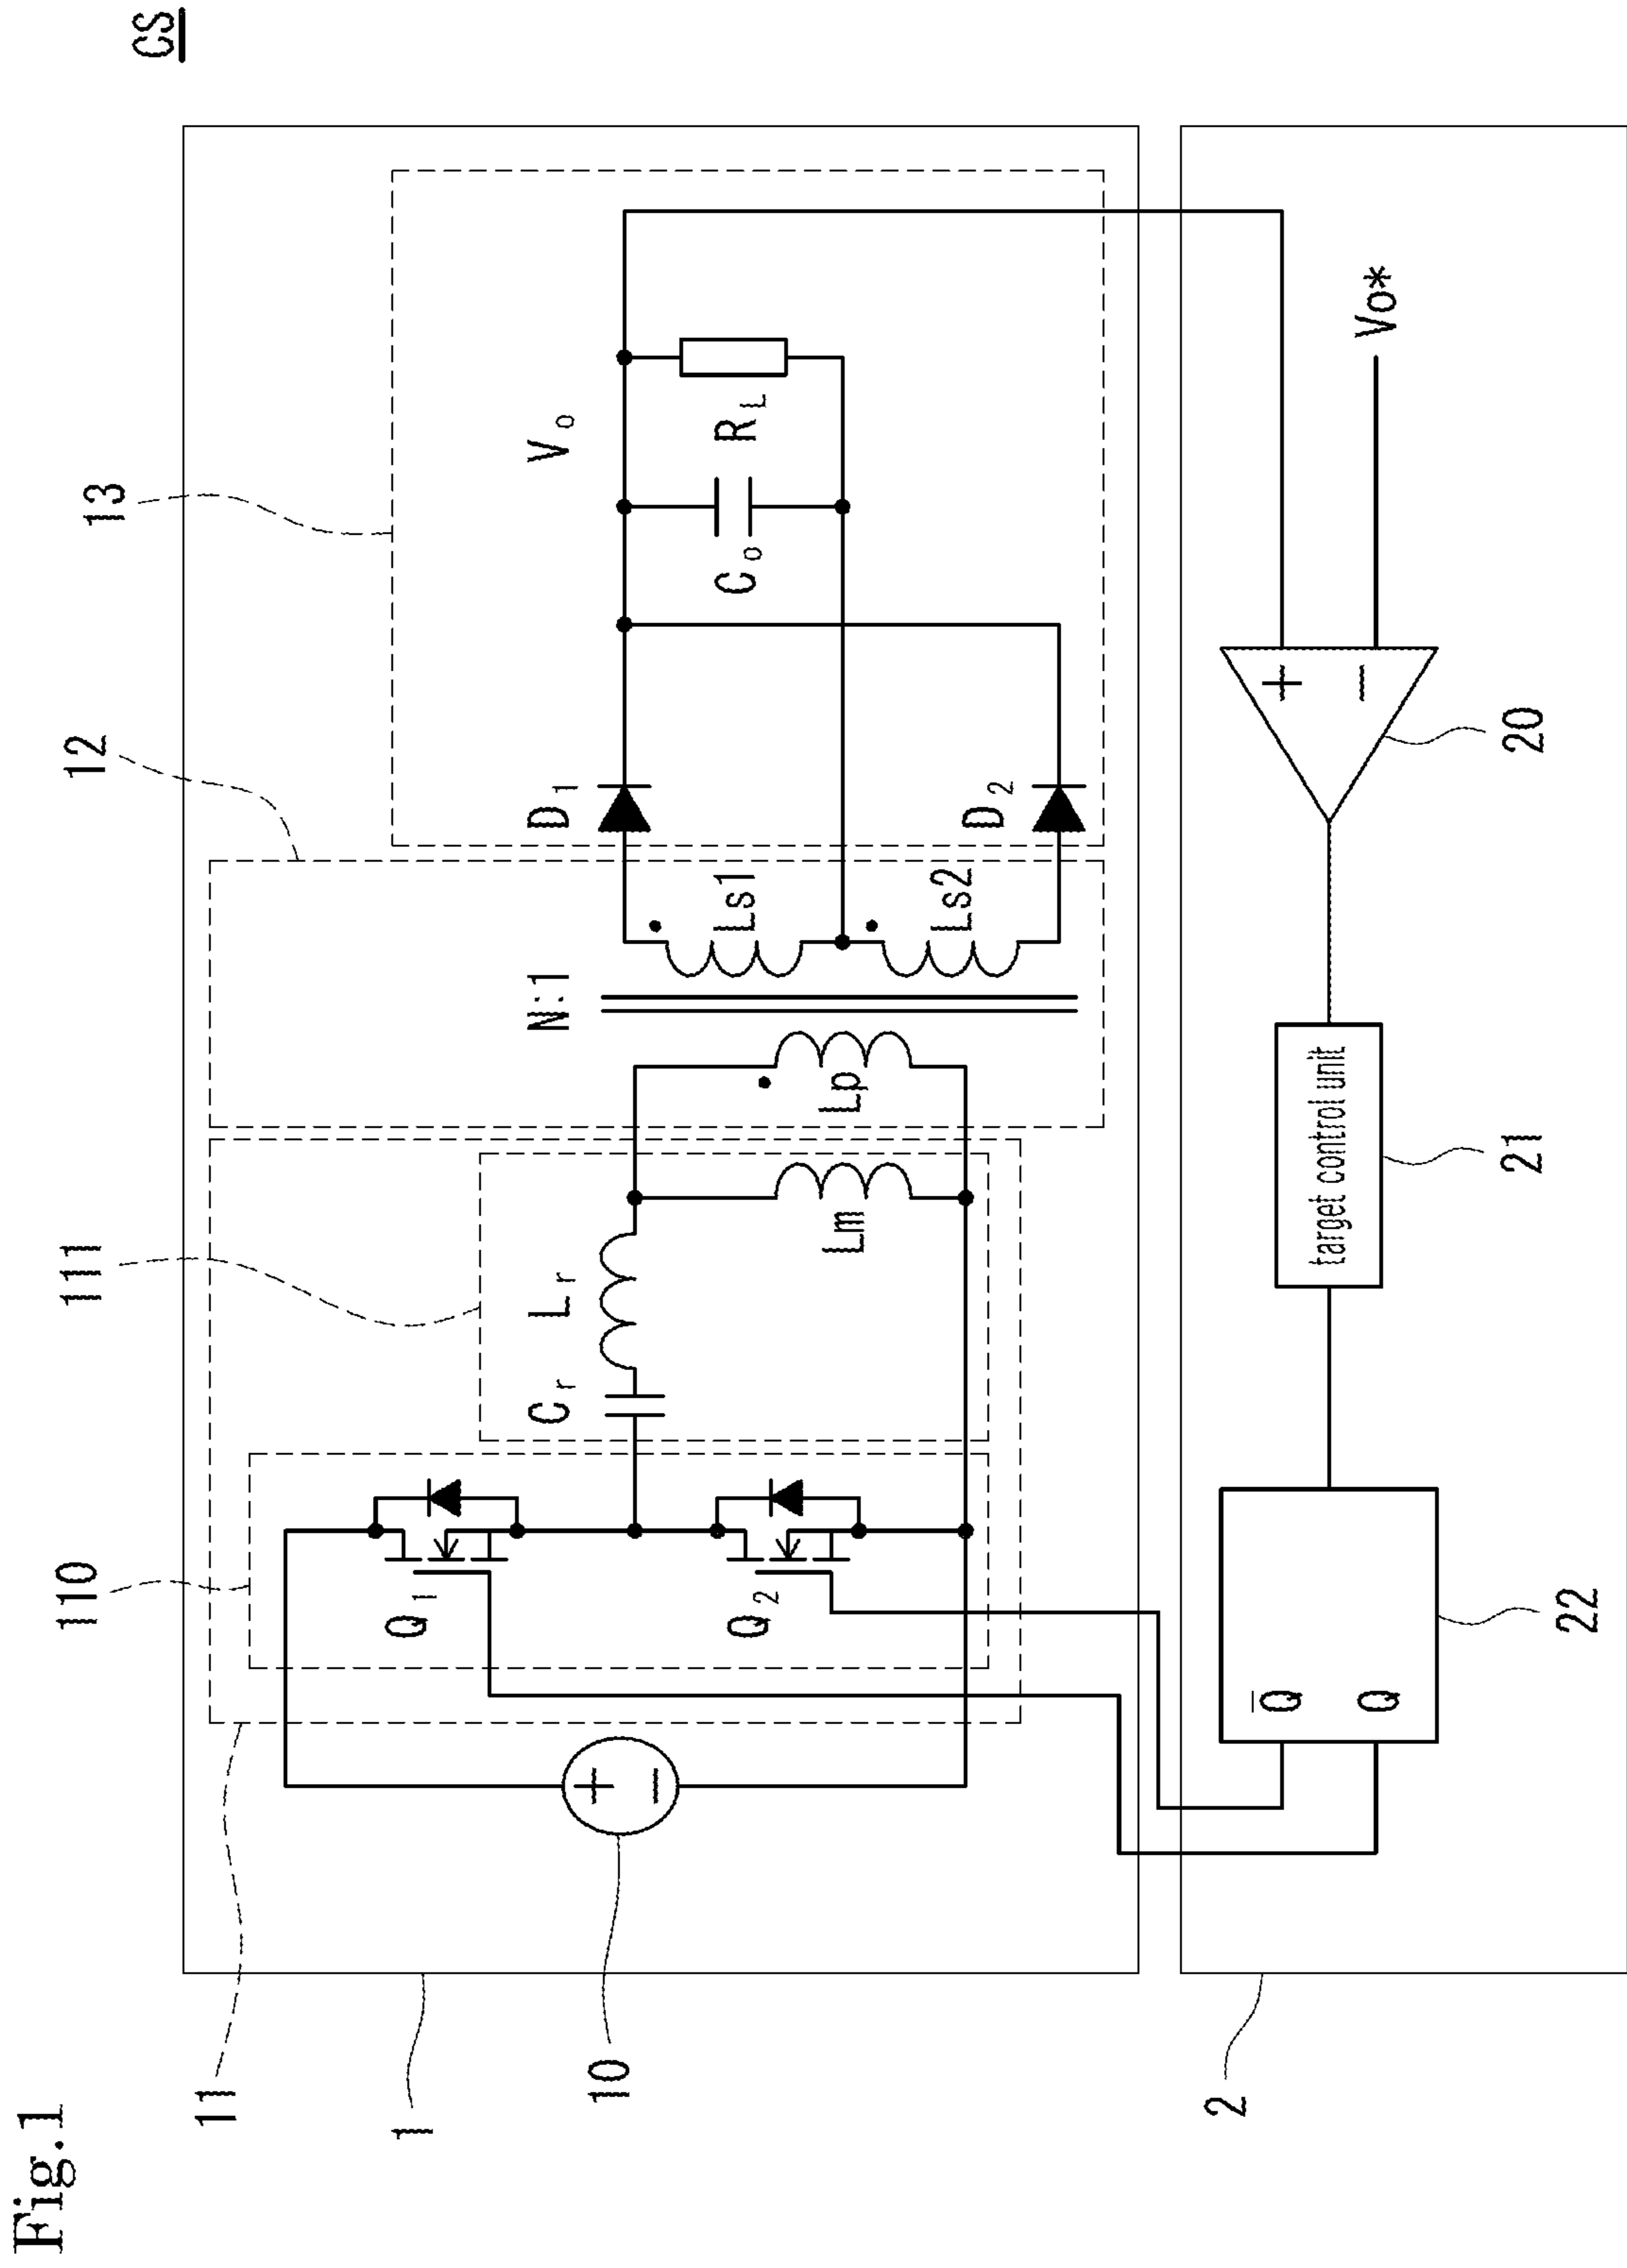 Fig.1
CS
11
110
111
12
13
1
10
Q1
Q2
Cr
Lr
Lm
Lp
N:1
Ls1
Ls2
D1
D2
Vo
Co
RL
+
−
2
Q̅
Q
22
target control unit
21
+
−
20
Vo*